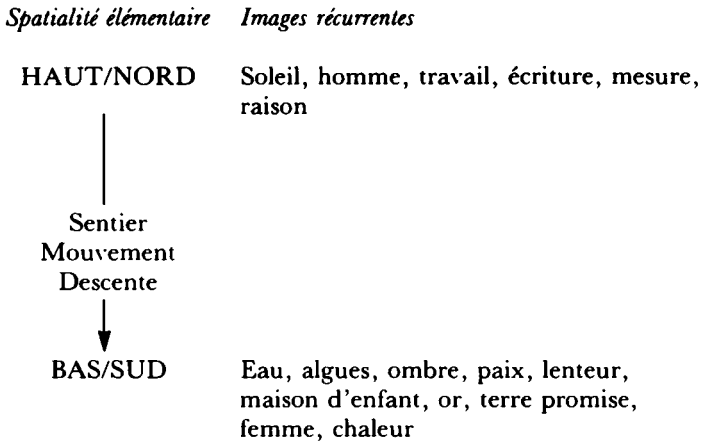 Spatialité élémentaire Images récurrentes
HAUT/NORD Soleil, homme, travail, écriture, mesure,
raison
Sentier
Mouvement
Descente
BAS/SUD Eau, algues, ombre, paix, lenteur,
maison d'enfant, or, terre promise,
femme, chaleur